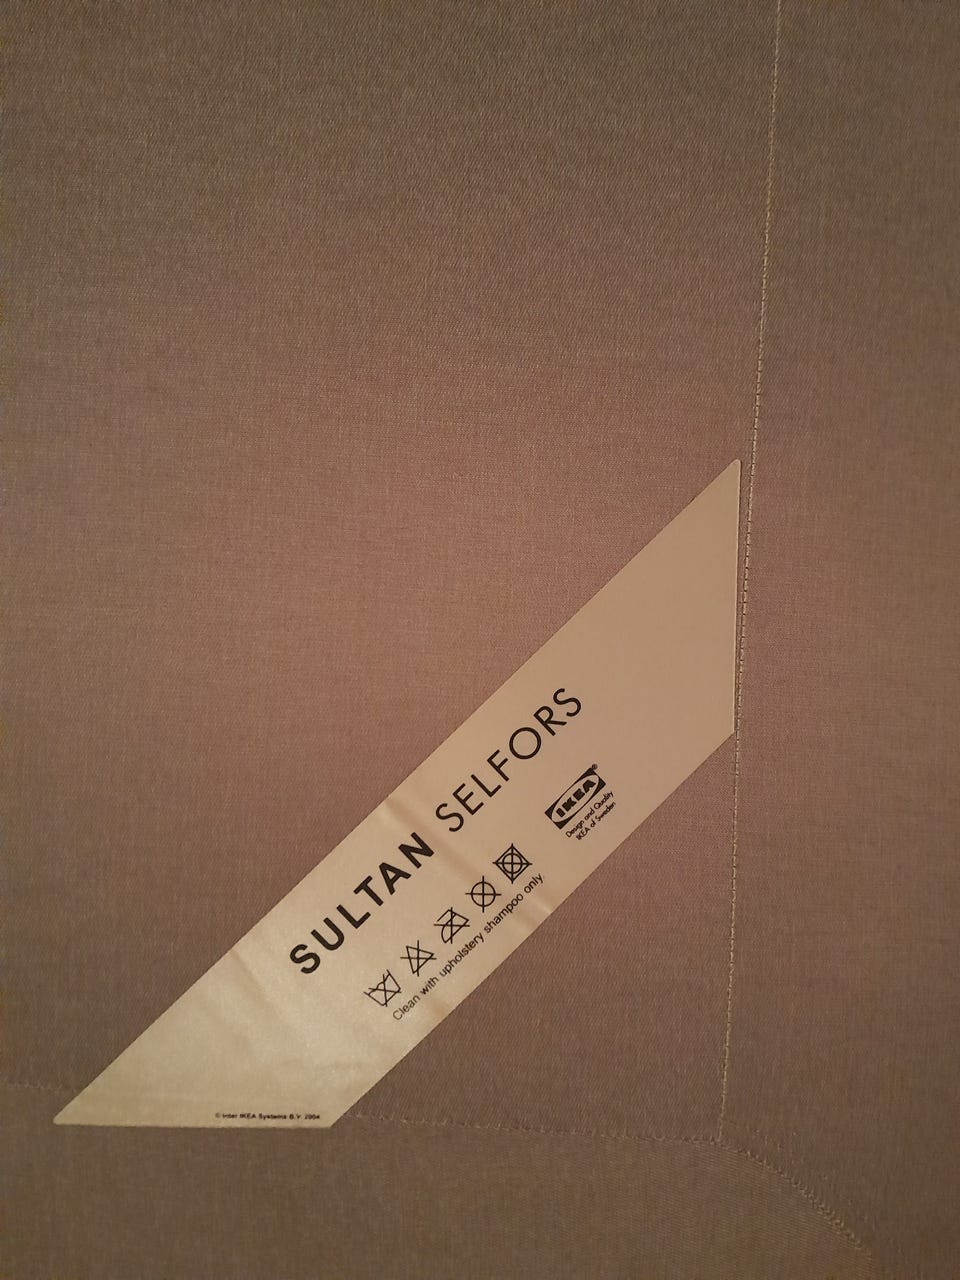 SULTAN SELFORS
IKEA®
Design and Quality
IKEA of Sweden
Clean with upholstery shampoo only.
© Inter IKEA Systems B.V. 2004